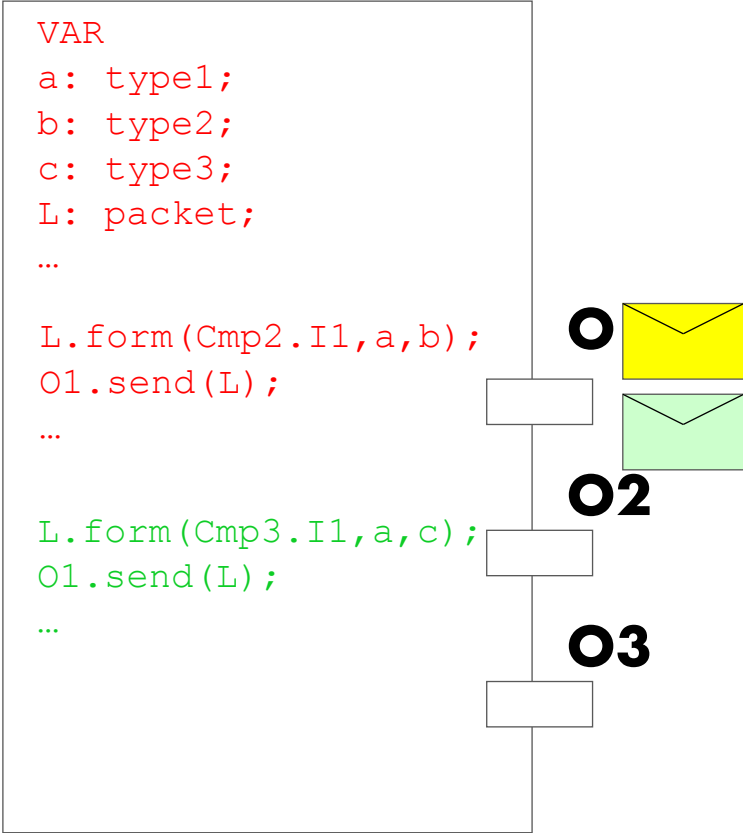 VAR
a: type1;
b: type2;
c: type3;
L: packet;
…
L.form(Cmp2.I1,a,b);
O1.send(L);
…
L.form(Cmp3.I1,a,c);
O1.send(L);
…
O
O2
O3